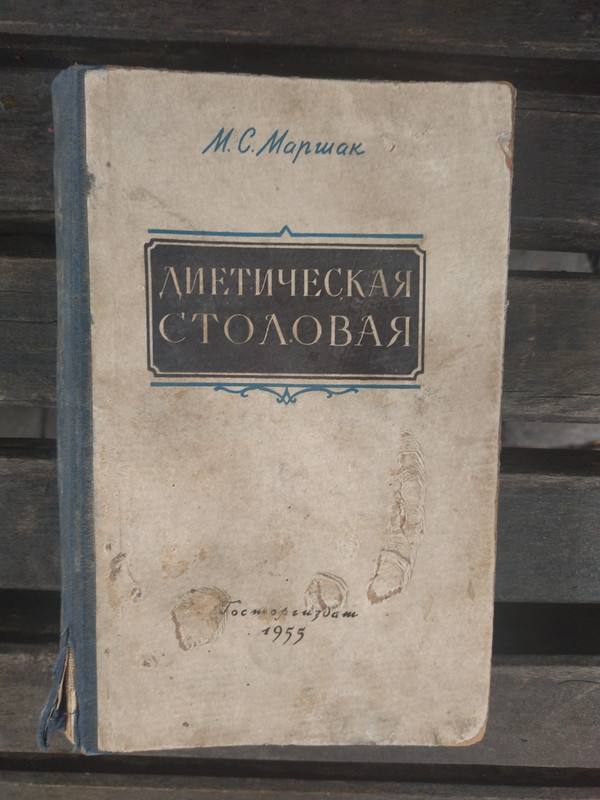 М. С. Маршак
ДИЕТИЧЕСКАЯ
СТОЛОВАЯ
Госторгиздат
1955